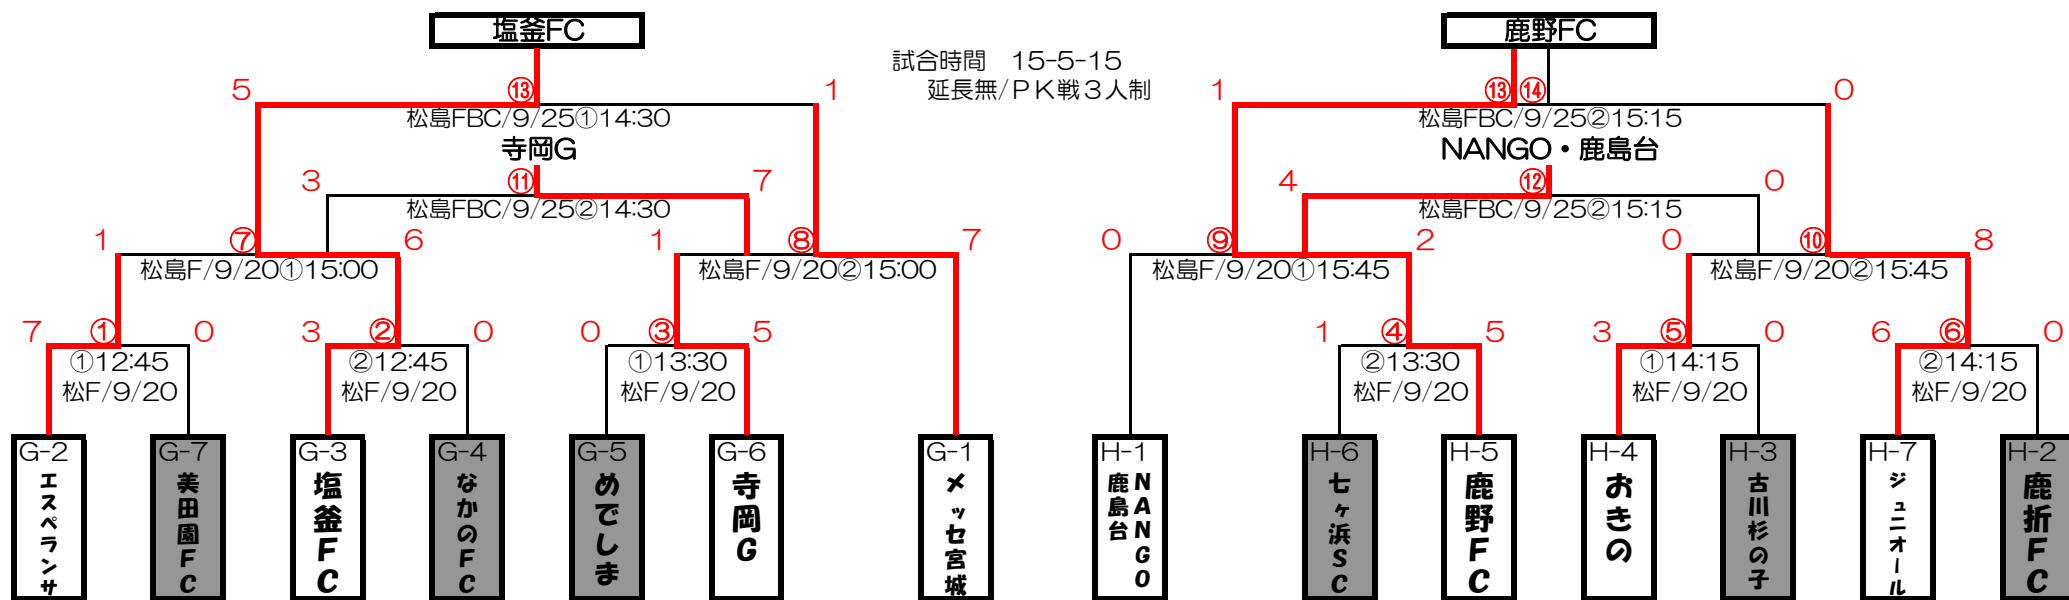 塩釜FC
鹿野FC
試合時間　15-5-15
延長無/PK戦3人制
5 ⑬ 1
1 ⑬ ⑭ 0
松島FBC/9/25①14:30
松島FBC/9/25②15:15
寺岡G
NANGO・鹿島台
3 ⑪ 7
4 ⑫ 0
松島FBC/9/25②14:30
松島FBC/9/25②15:15
1 ⑦ 6
1 ⑧ 7
0 ⑨ 2
0 ⑩ 8
松島F/9/20①15:00
松島F/9/20②15:00
松島F/9/20①15:45
松島F/9/20②15:45
7 ① 0
3 ② 0
0 ③ 5
1 ④ 5
3 ⑤ 0
6 ⑥ 0
①12:45
松F/9/20
②12:45
松F/9/20
①13:30
松F/9/20
②13:30
松F/9/20
①14:15
松F/9/20
②14:15
松F/9/20
G-2
エスペランサ
G-7
美田園FC
G-3
塩釜FC
G-4
なかのFC
G-5
めでしま
G-6
寺岡G
G-1
メッセ宮城
H-1
NANGO
鹿島台
H-6
七ヶ浜SC
H-5
鹿野FC
H-4
おきの
H-3
古川杉の子
H-7
ジュニオール
H-2
鹿折FC